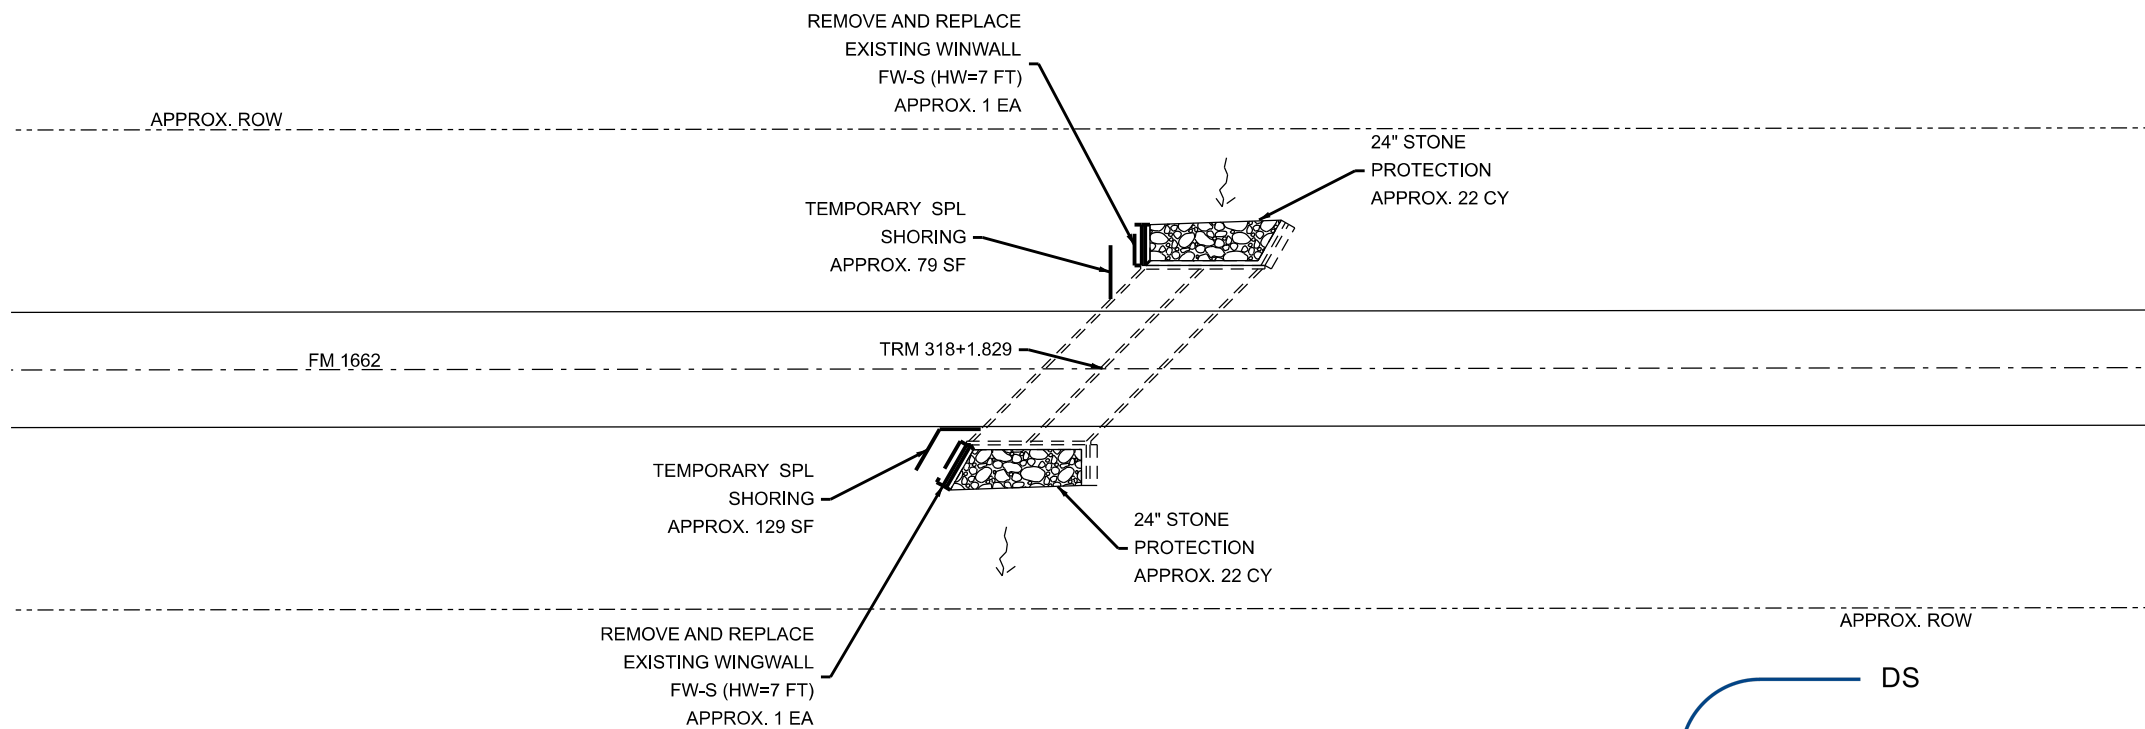 REMOVE AND REPLACE
EXISTING WINWALL
FW-S (HW=7 FT)
APPROX. 1 EA
APPROX. ROW
24" STONE
PROTECTION
APPROX. 22 CY
TEMPORARY SPL
SHORING
APPROX. 79 SF
FM 1662
TRM 318+1.829
TEMPORARY SPL
SHORING
APPROX. 129 SF
24" STONE
PROTECTION
APPROX. 22 CY
APPROX. ROW
REMOVE AND REPLACE
EXISTING WINGWALL
FW-S (HW=7 FT)
APPROX. 1 EA
DS